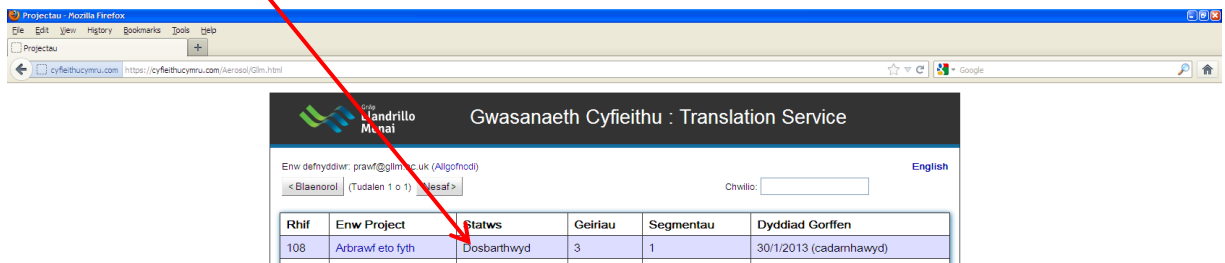 Projectau - Mozilla Firefox
File Edit View History Bookmarks Tools Help
Projectau +
cyfieithucymru.com https://cyfieithucymru.com/Aerosol/Gllm.html Google
Grŵp
Llandrillo
Menai
Gwasanaeth Cyfieithu : Translation Service
Enw defnyddiwr: prawf@gllm.ac.uk (Allgofnodi) English
< Blaenorol (Tudalen 1 o 1) Nesaf > Chwilio:
Rhif Enw Project Statws Geiriau Segmentau Dyddiad Gorffen
108 Arbrawf eto fyth Dosbarthwyd 3 1 30/1/2013 (cadarnhawyd)